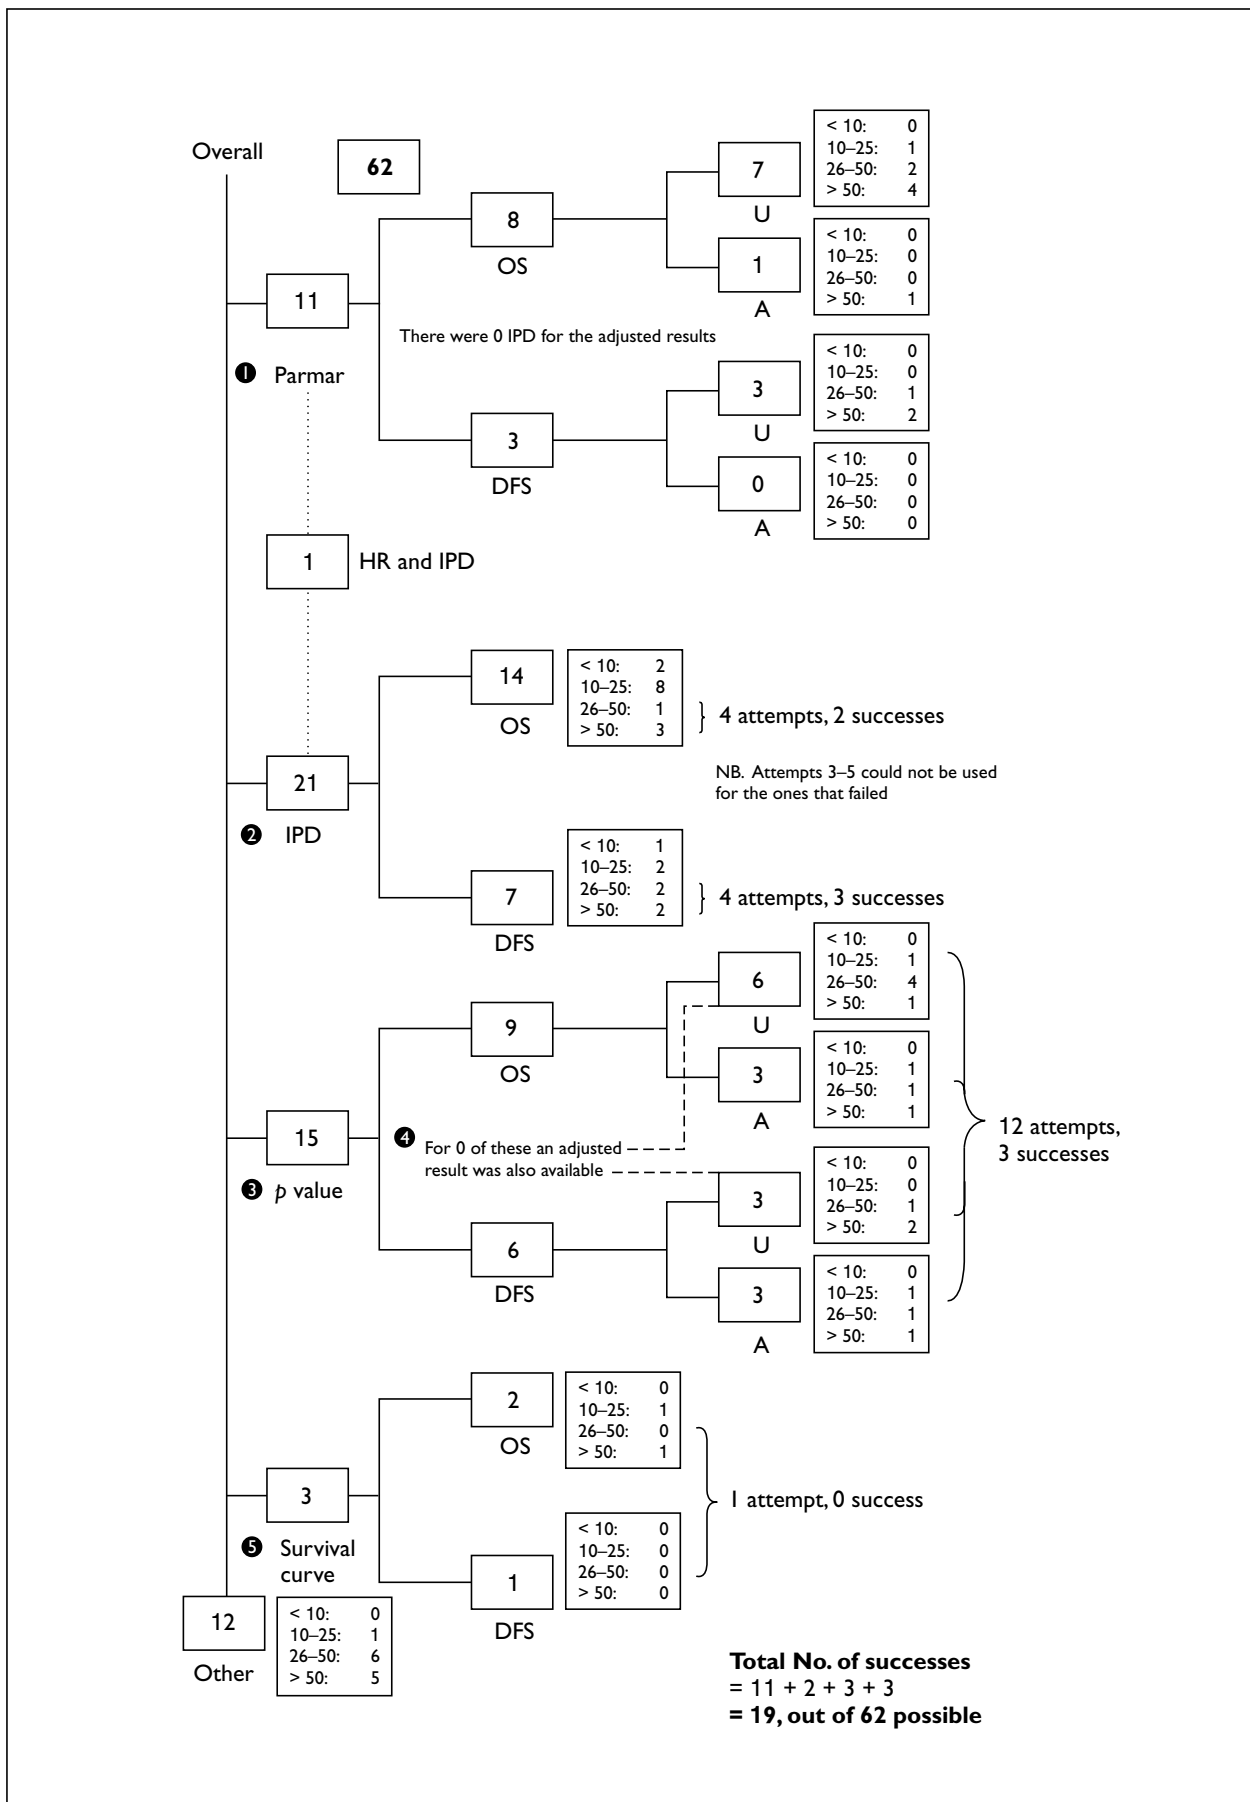 Overall
62
11
❶ Parmar
8
OS
7
U
< 10: 0
10–25: 1
26–50: 2
> 50: 4
1
A
< 10: 0
10–25: 0
26–50: 0
> 50: 1
There were 0 IPD for the adjusted results
3
DFS
3
U
< 10: 0
10–25: 0
26–50: 1
> 50: 2
0
A
< 10: 0
10–25: 0
26–50: 0
> 50: 0
1
HR and IPD
21
❷ IPD
14
OS
< 10: 2
10–25: 8
26–50: 1
> 50: 3
4 attempts, 2 successes
NB. Attempts 3–5 could not be used
for the ones that failed
7
DFS
< 10: 1
10–25: 2
26–50: 2
> 50: 2
4 attempts, 3 successes
15
❸ p value
9
OS
6
U
< 10: 0
10–25: 1
26–50: 4
> 50: 1
3
A
< 10: 0
10–25: 1
26–50: 1
> 50: 1
❹ For 0 of these an adjusted
result was also available
6
DFS
3
U
< 10: 0
10–25: 0
26–50: 1
> 50: 2
3
A
< 10: 0
10–25: 1
26–50: 1
> 50: 1
12 attempts,
3 successes
3
❺ Survival
curve
2
OS
< 10: 0
10–25: 1
26–50: 0
> 50: 1
1
DFS
< 10: 0
10–25: 0
26–50: 0
> 50: 0
1 attempt, 0 success
12
Other
< 10: 0
10–25: 1
26–50: 6
> 50: 5
Total No. of successes
= 11 + 2 + 3 + 3
= 19, out of 62 possible